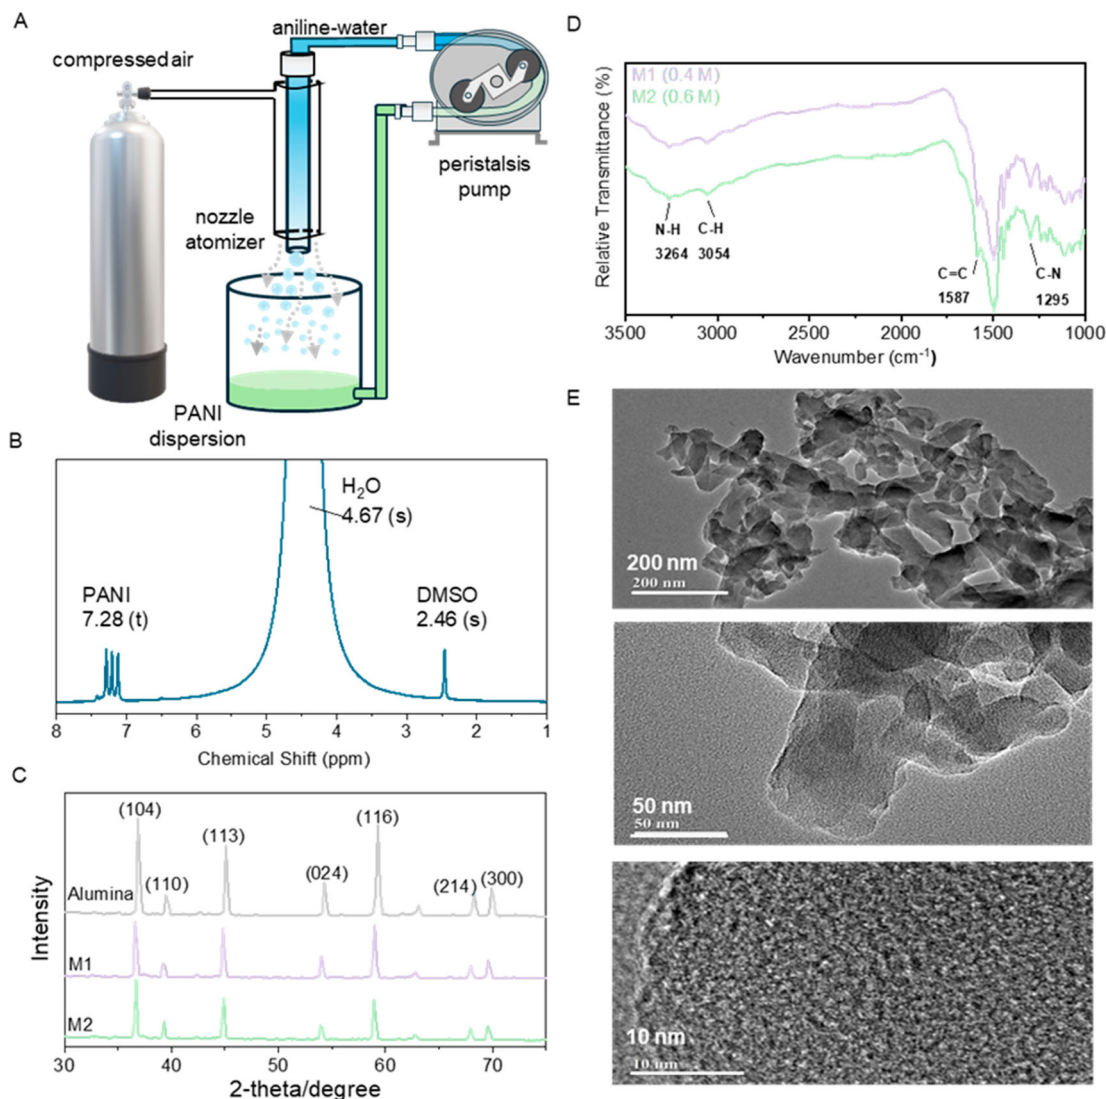 A
aniline-water
compressed air
peristalsis
pump
nozzle
atomizer
PANI
dispersion
B
H₂O
4.67 (s)
PANI
7.28 (t)
DMSO
2.46 (s)
8 7 6 5 4 3 2 1
Chemical Shift (ppm)
C
(104)
(110)
(113)
(024)
(116)
(214)
(300)
Alumina
M1
M2
Intensity
30 40 50 60 70
2-theta/degree
D
M1 (0.4 M)
M2 (0.6 M)
Relative Transmittance (%)
N-H
3264
C-H
3054
C=C
1587
C-N
1295
3500 3000 2500 2000 1500 1000
Wavenumber (cm⁻¹)
E
200 nm
200 nm
50 nm
50 nm
10 nm
10 nm